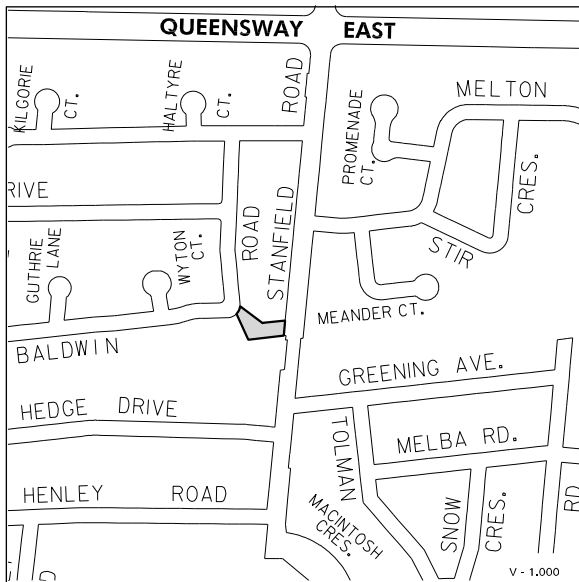 QUEENSWAY EAST
KILGORIE
CT.
HALTYRE
CT.
ROAD
PROMENADE
CT.
MELTON
CRES.
RIVE
GUTHRIE
LANE
WYTON
CT.
ROAD
STANFIELD
STIR
MEANDER CT.
BALDWIN
GREENING AVE.
HEDGE DRIVE
TOLMAN
MELBA RD.
HENLEY ROAD
MACINTOSH
CRES.
SNOW
CRES.
RD
D
V - 1.000